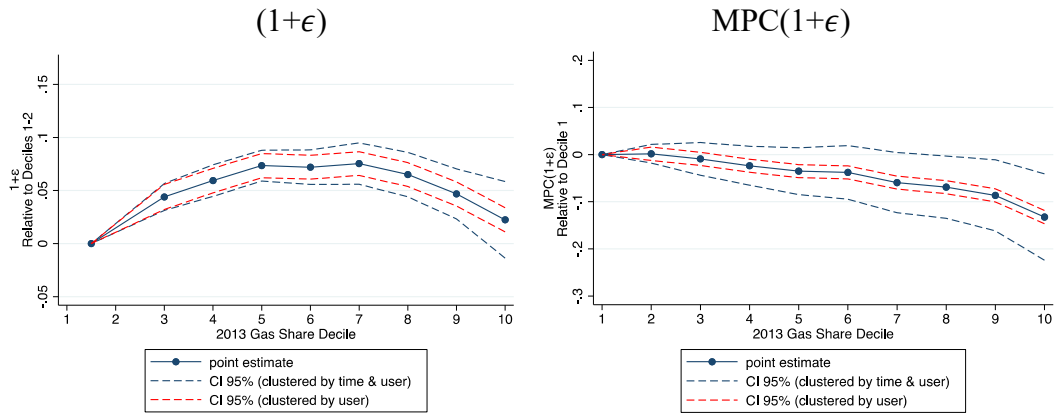 (1+ϵ)
.15
.1
.05
0
-.05
1+ε
Relative to Deciles 1-2
1 2 3 4 5 6 7 8 9 10
2013 Gas Share Decile
point estimate
CI 95% (clustered by time & user)
CI 95% (clustered by user)
MPC(1+ϵ)
.2
.1
0
-.1
-.2
-.3
MPC(1+ε)
Relative to Decile 1
1 2 3 4 5 6 7 8 9 10
2013 Gas Share Decile
point estimate
CI 95% (clustered by time & user)
CI 95% (clustered by user)